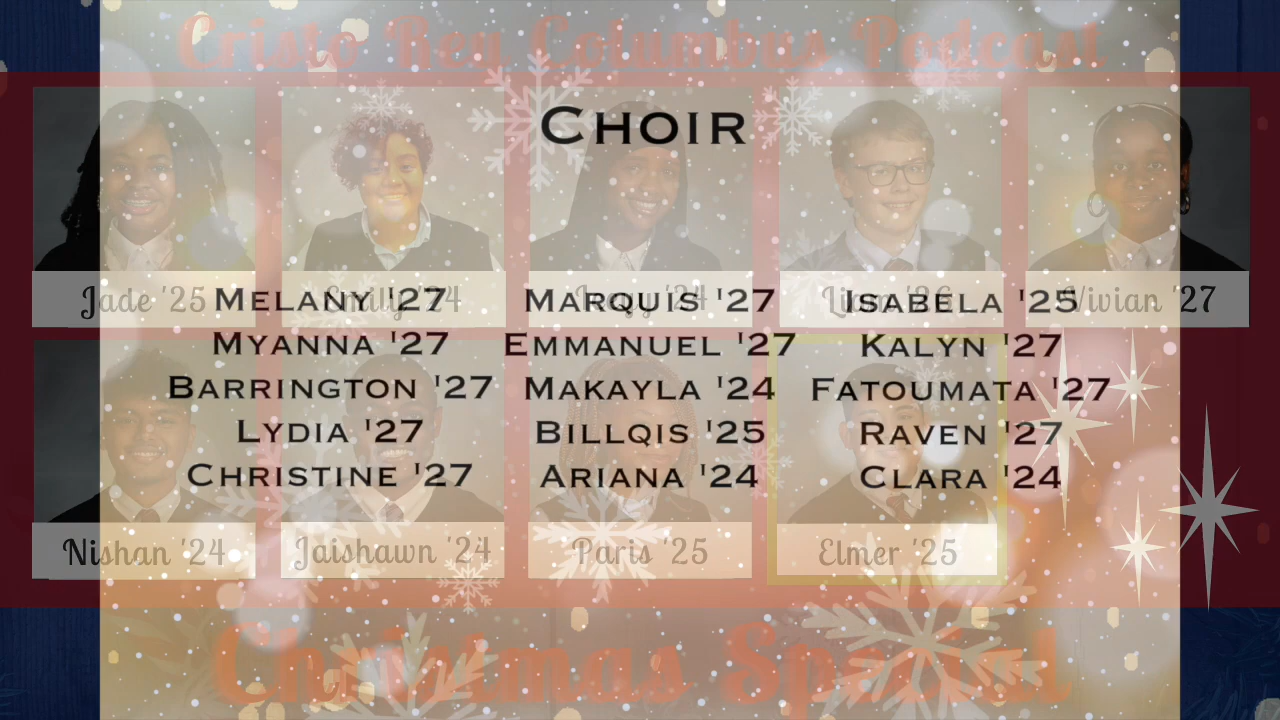 Cristo Rey Columbus Podcast
CHOIR
Jade '25
Vivian '27
MELANY '27 MARQUIS '27 ISABELA '25
MYANNA '27 EMMANUEL '27 KALYN '27
BARRINGTON '27 MAKAYLA '24 FATOUMATA '27
LYDIA '27 BILLQIS '25 RAVEN '27
CHRISTINE '27 ARIANA '24 CLARA '24
Nishan '24 Jaishawn '24 Paris '25 Elmer '25
Christmas Special